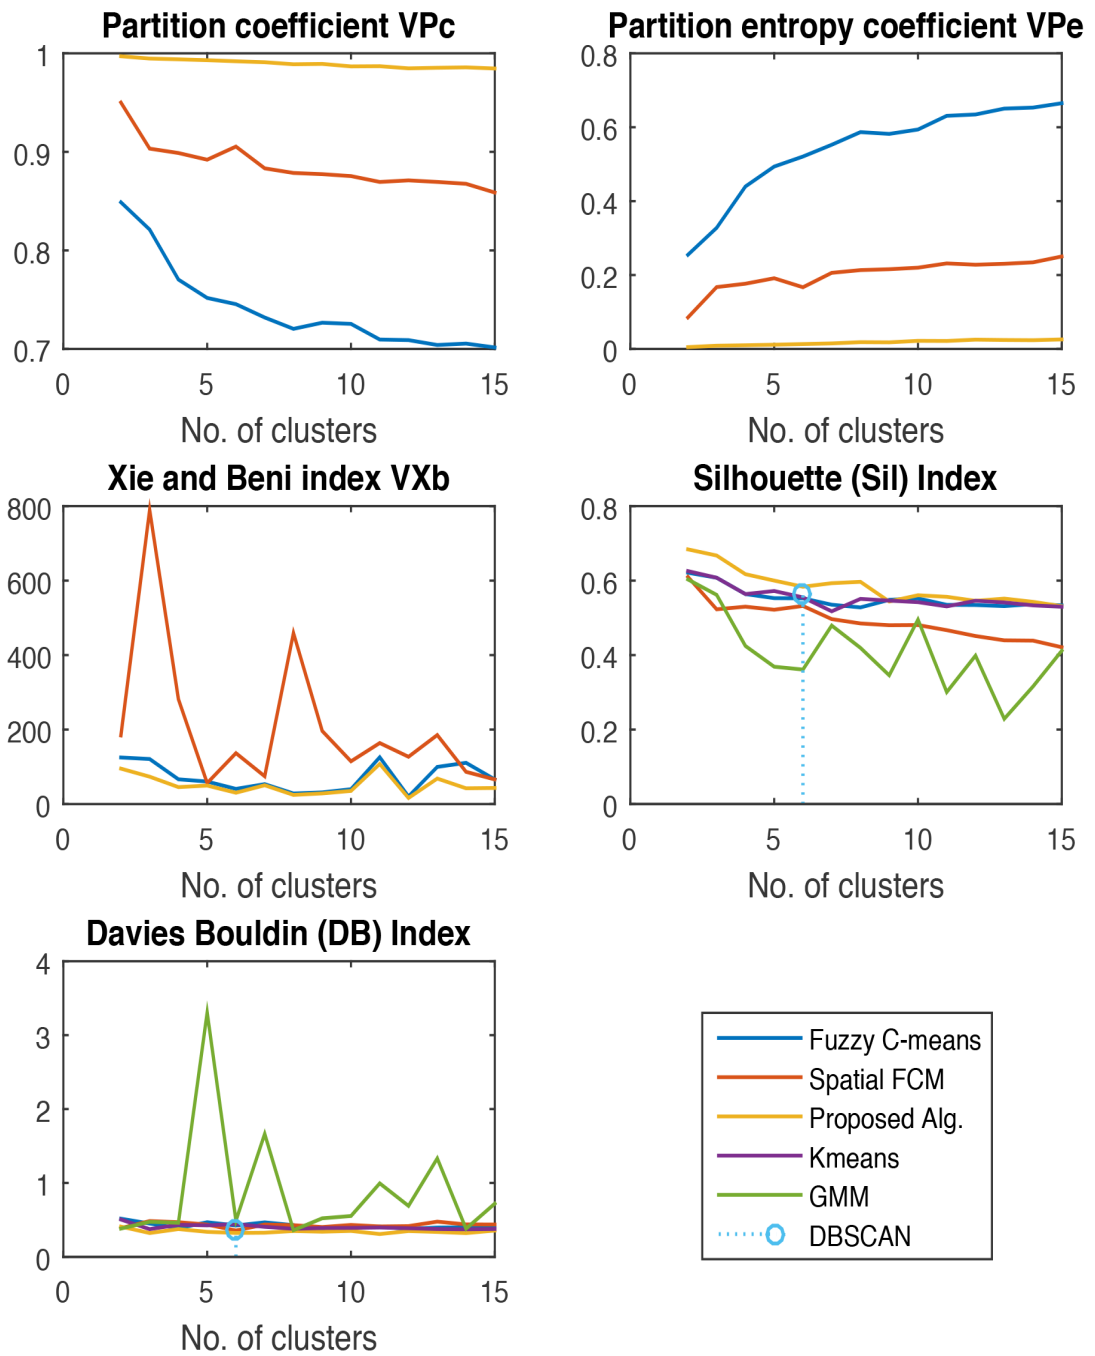 Partition coefficient VPc
1
0.9
0.8
0.7
0
5
10
15
No. of clusters
Partition entropy coefficient VPe
0.8
0.6
0.4
0.2
0
0
5
10
15
No. of clusters
Xie and Beni index VXb
800
600
400
200
0
0
5
10
15
No. of clusters
Silhouette (Sil) Index
0.8
0.6
0.4
0.2
0
0
5
10
15
No. of clusters
Davies Bouldin (DB) Index
4
3
2
1
0
0
5
10
15
No. of clusters
Fuzzy C-means
Spatial FCM
Proposed Alg.
Kmeans
GMM
DBSCAN